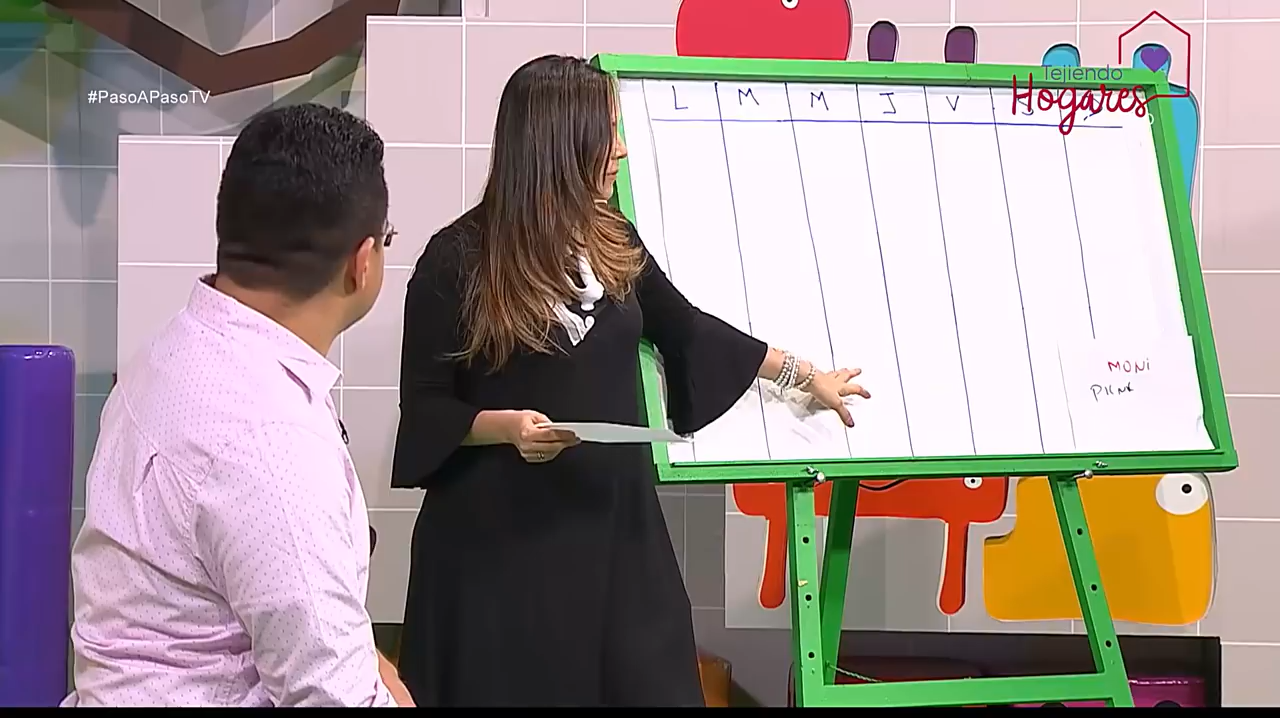 #PasoAPasoTV
Tejiendo
Hogares
L M M J V S D
MONI